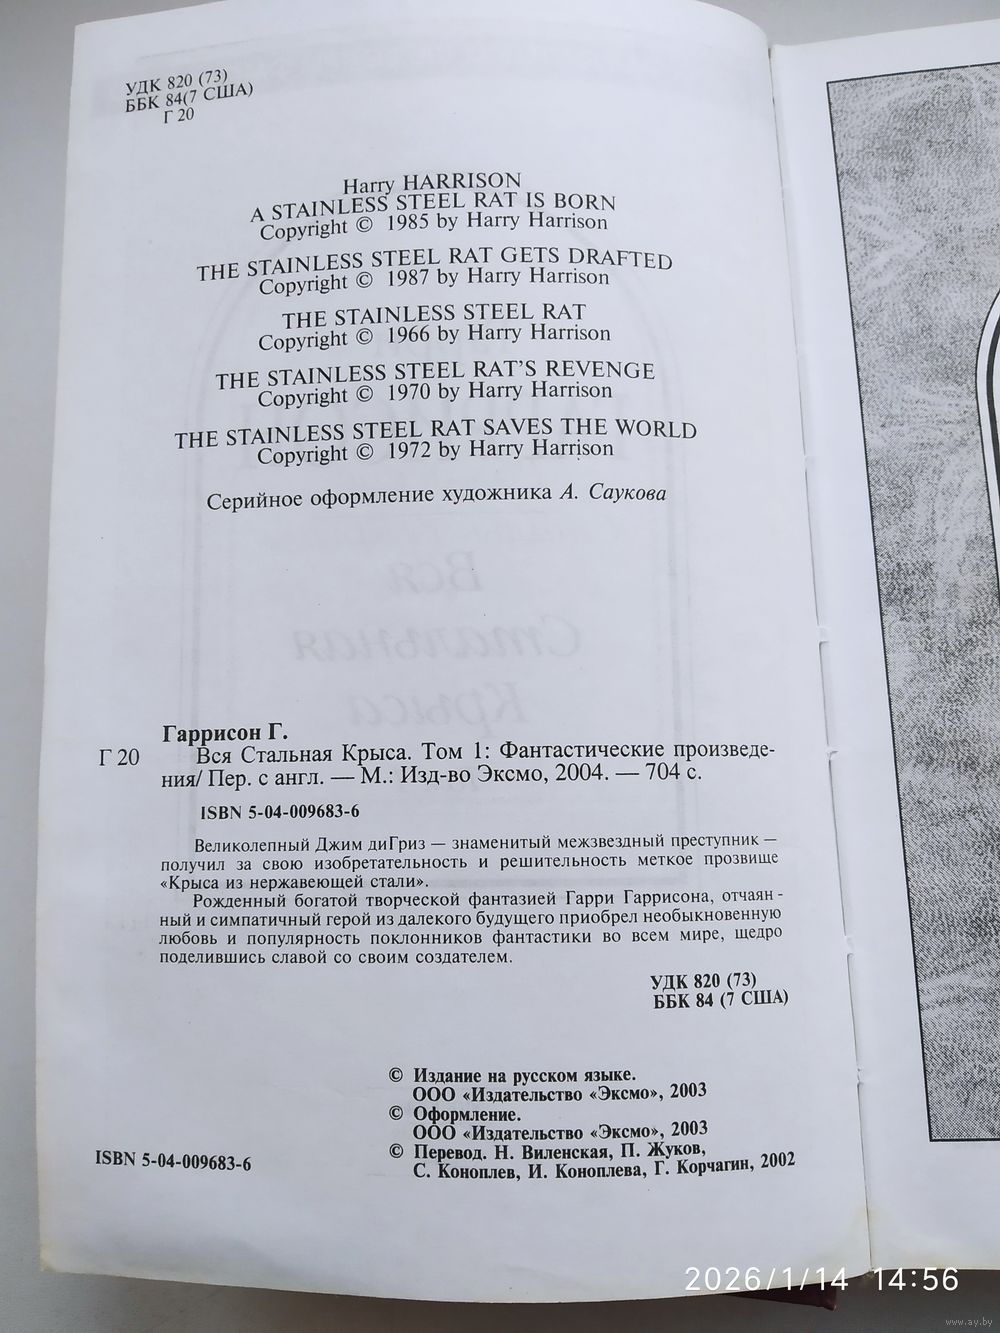 УДК 820 (73)
ББК 84(7 США)
Г 20
Harry HARRISON
A STAINLESS STEEL RAT IS BORN
Copyright © 1985 by Harry Harrison
THE STAINLESS STEEL RAT GETS DRAFTED
Copyright © 1987 by Harry Harrison
THE STAINLESS STEEL RAT
Copyright © 1966 by Harry Harrison
THE STAINLESS STEEL RAT'S REVENGE
Copyright © 1970 by Harry Harrison
THE STAINLESS STEEL RAT SAVES THE WORLD
Copyright © 1972 by Harry Harrison
Серийное оформление художника А. Саукова
Вся
Стальная
Крыса
Гаррисон Г.
Г 20 Вся Стальная Крыса. Том 1: Фантастические произведе-
ния/ Пер. с англ. — М.: Изд-во Эксмо, 2004. — 704 с.
ISBN 5-04-009683-6
Великолепный Джим диГриз — знаменитый межзвездный преступник —
получил за свою изобретательность и решительность меткое прозвище
«Крыса из нержавеющей стали».
Рожденный богатой творческой фантазией Гарри Гаррисона, отчаян-
ный и симпатичный герой из далекого будущего приобрел необыкновенную
любовь и популярность поклонников фантастики во всем мире, щедро
поделившись славой со своим создателем.
УДК 820 (73)
ББК 84 (7 США)
© Издание на русском языке.
ООО «Издательство «Эксмо», 2003
© Оформление.
ООО «Издательство «Эксмо», 2003
© Перевод. Н. Виленская, П. Жуков,
С. Коноплев, И. Коноплева, Г. Корчагин, 2002
ISBN 5-04-009683-6
2026/1/14 14:56
www.ay.by